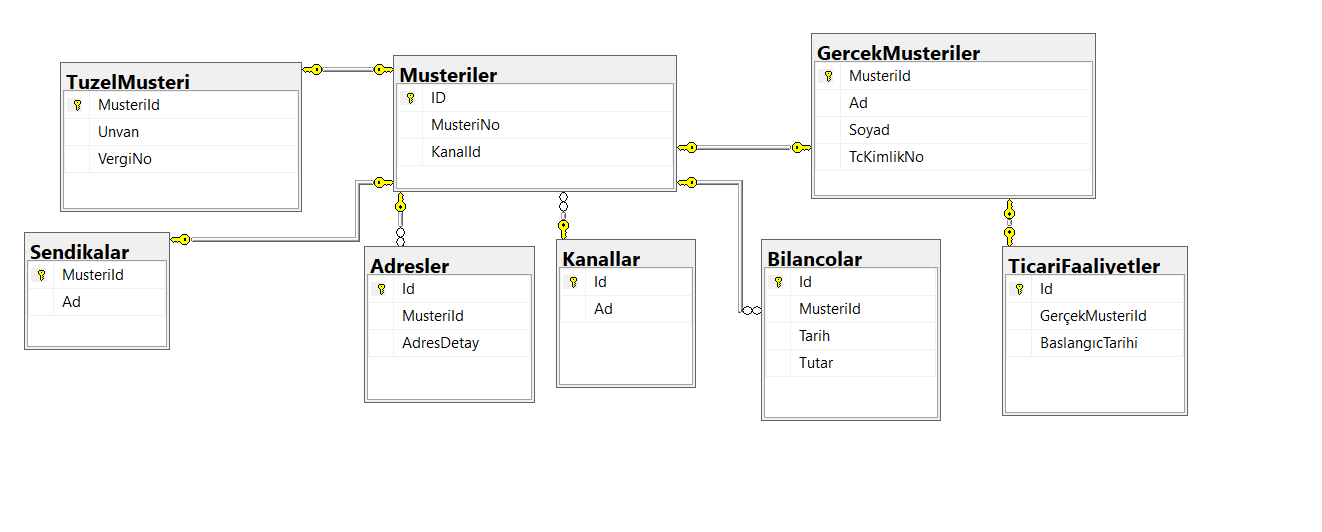 TuzelMusteri
MusteriId
Unvan
VergiNo
Musteriler
ID
MusteriNo
KanalId
GercekMusteriler
MusteriId
Ad
Soyad
TcKimlikNo
Sendikalar
MusteriId
Ad
Adresler
Id
MusteriId
AdresDetay
Kanallar
Id
Ad
Bilancolar
Id
MusteriId
Tarih
Tutar
TicariFaaliyetler
Id
GerçekMusteriId
BaslangıcTarihi